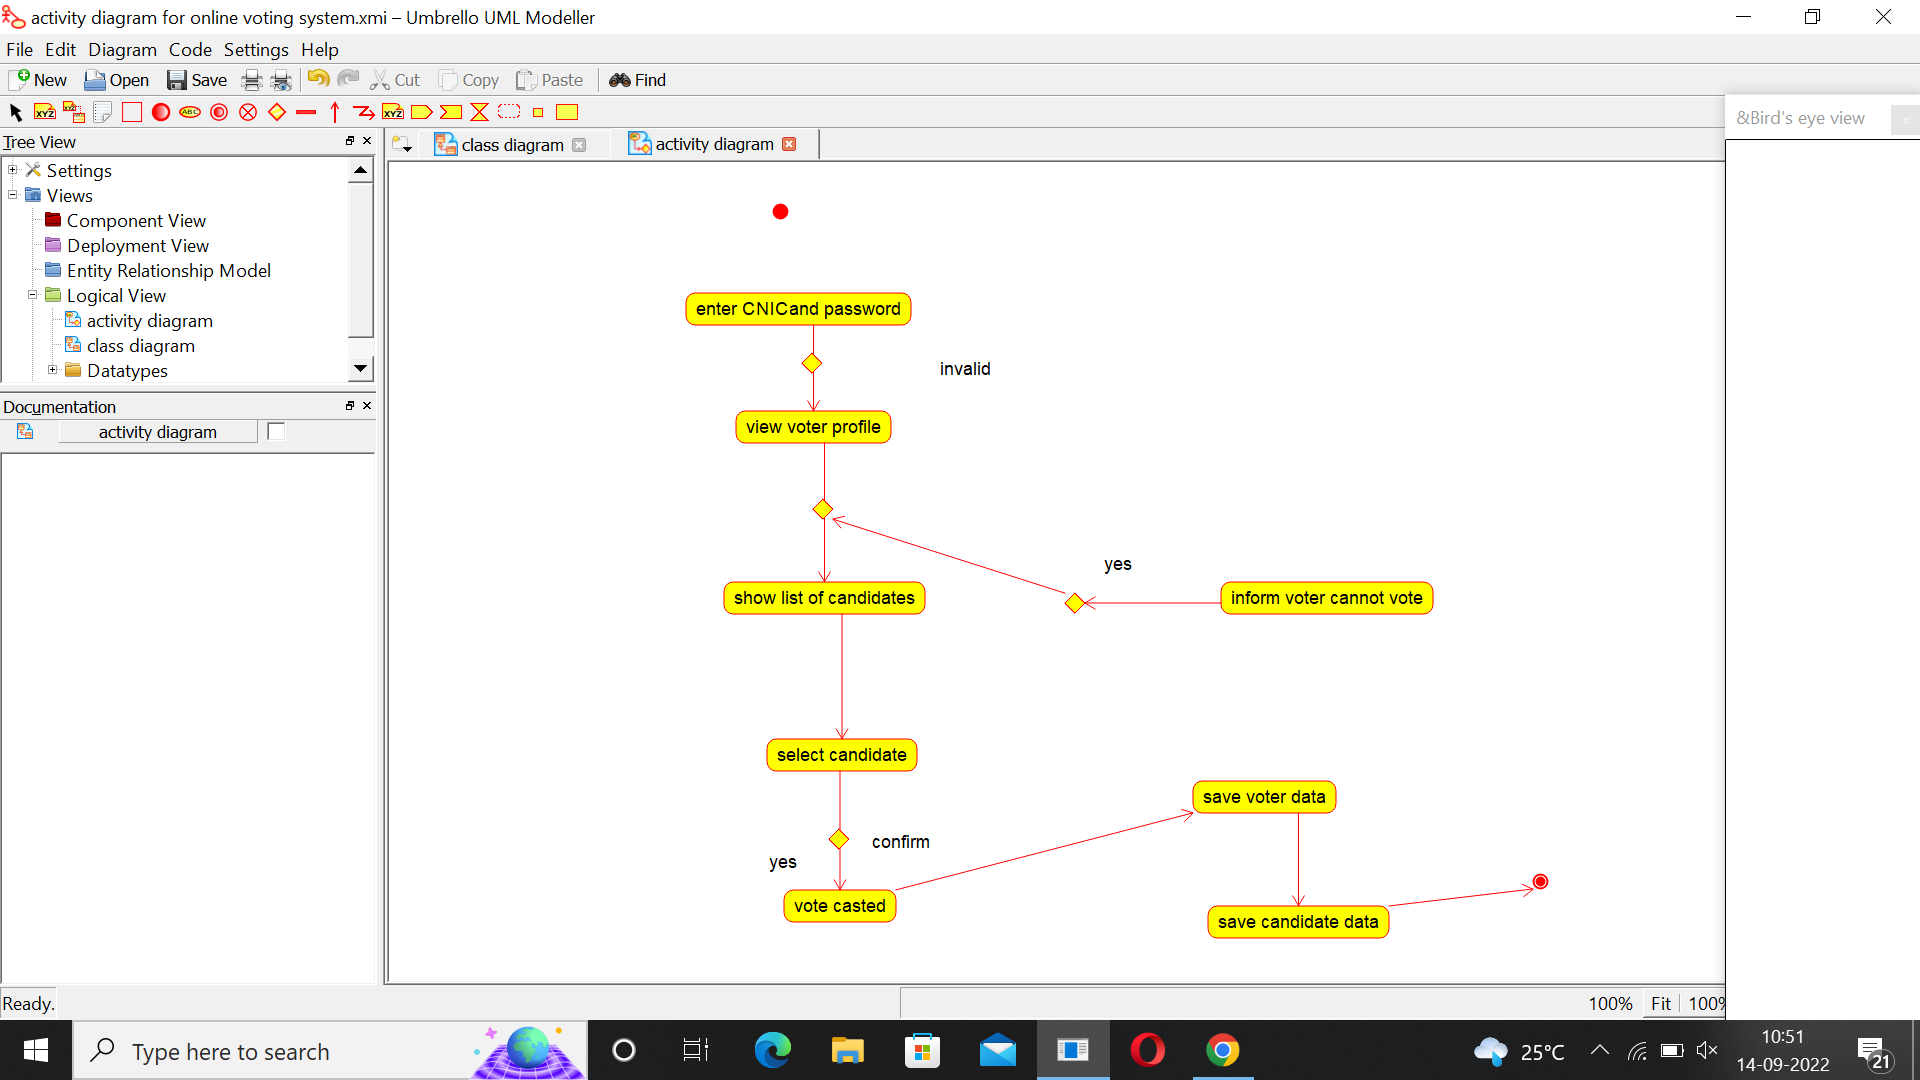 activity diagram for online voting system.xmi – Umbrello UML Modeller
File Edit Diagram Code Settings Help
New Open Save Cut Copy Paste Find
XYZ XYZ ABC XYZ
&Bird's eye view
Tree View
class diagram
activity diagram
Settings
Views
Component View
Deployment View
Entity Relationship Model
Logical View
activity diagram
class diagram
Datatypes
Documentation
activity diagram
enter CNICand password
invalid
view voter profile
yes
show list of candidates
inform voter cannot vote
select candidate
save voter data
confirm
yes
vote casted
save candidate data
Ready.
100% Fit 100%
Type here to search
25°C
10:51
14-09-2022
21